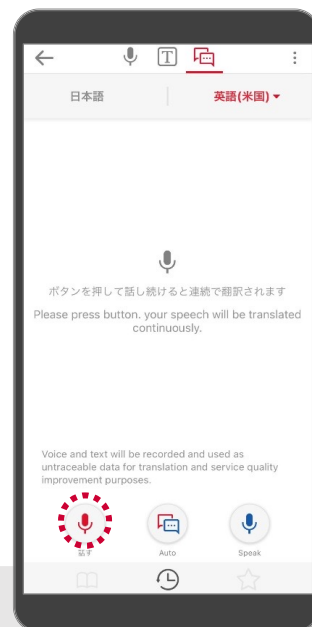 T
日本語 英語(米国)
ボタンを押して話し続けると連続で翻訳されます
Please press button. your speech will be translated
continuously.
Voice and text will be recorded and used as
untraceable data for translation and service quality
improvement purposes.
話す Auto Speak